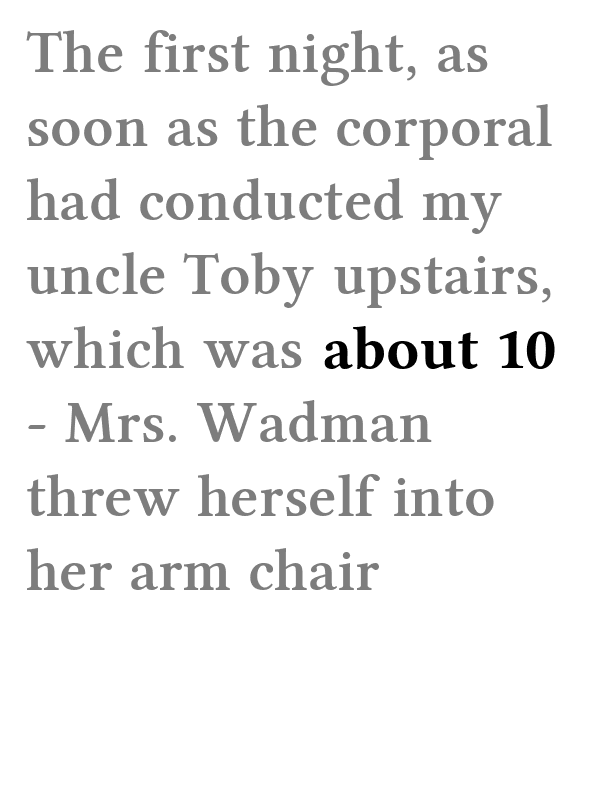 The first night, as
soon as the corporal
had conducted my
uncle Toby upstairs,
which was about 10
- Mrs. Wadman
threw herself into
her arm chair